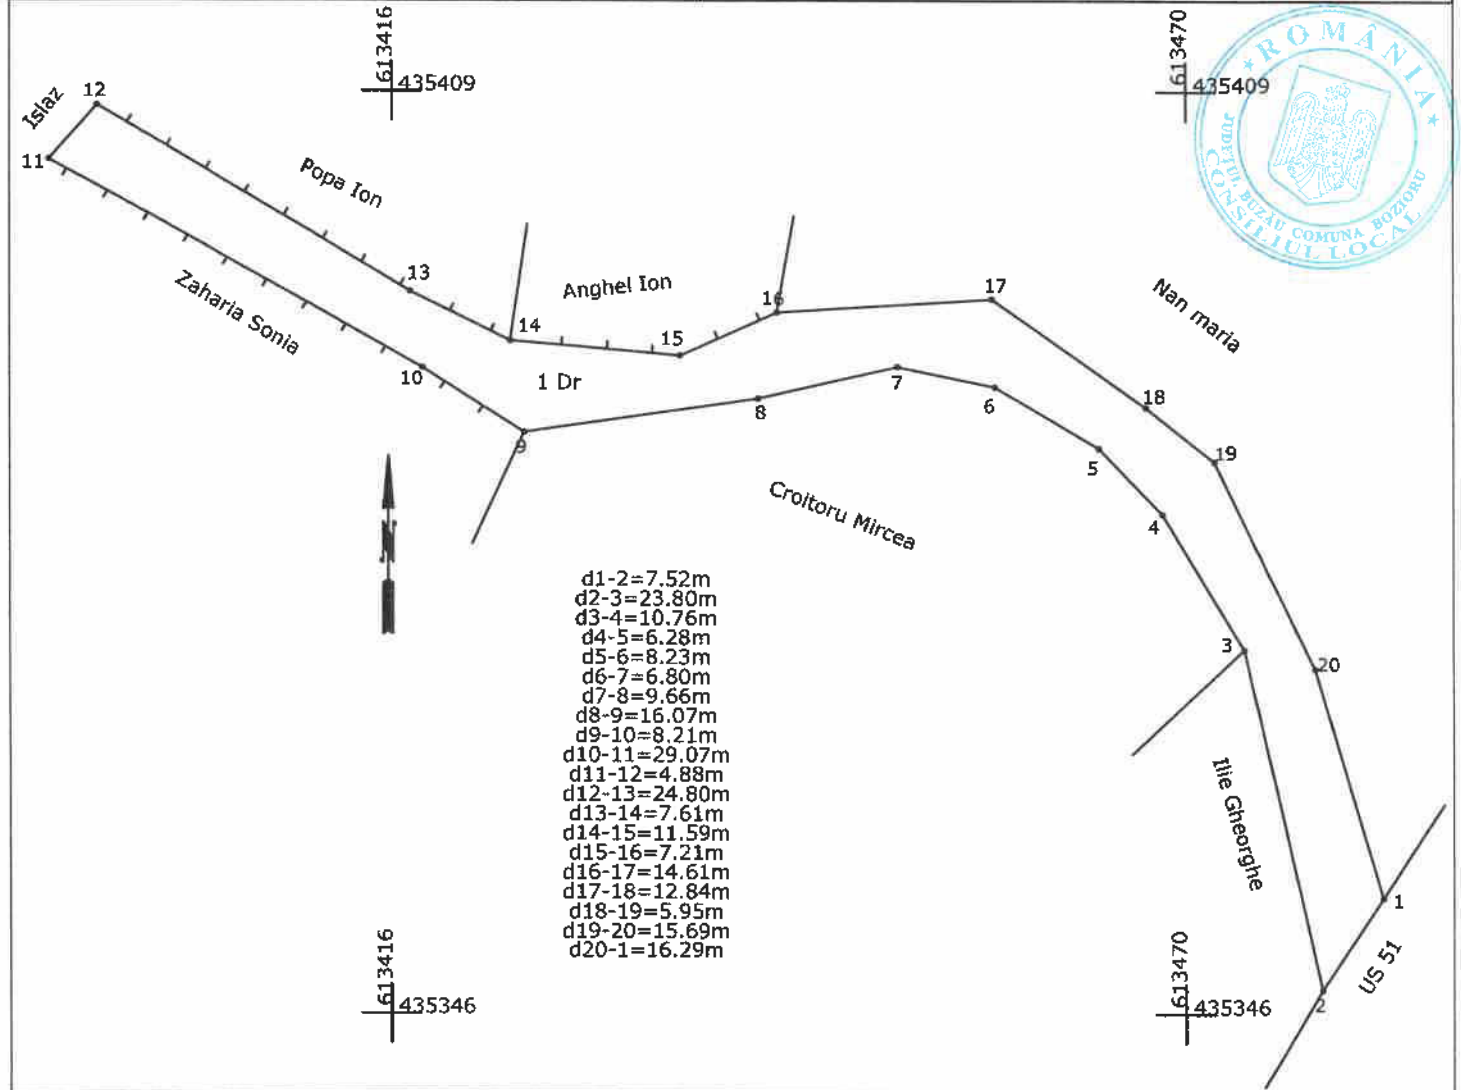 613416
435409
613470
435409
ROMÂNIA
JUDEŢUL BUZĂU COMUNA BOZIORU
CONSILIUL LOCAL
Islaz
12
11
Popa Ion
Zaharia Sonia
13
14
Anghel Ion
15
16
17
Nan maria
10
1 Dr
9
8
7
6
18
5
19
4
Croitoru Mircea
N
3
20
d1-2=7.52m
d2-3=23.80m
d3-4=10.76m
d4-5=6.28m
d5-6=8.23m
d6-7=6.80m
d7-8=9.66m
d8-9=16.07m
d9-10=8.21m
d10-11=29.07m
d11-12=4.88m
d12-13=24.80m
d13-14=7.61m
d14-15=11.59m
d15-16=7.21m
d16-17=14.61m
d17-18=12.84m
d18-19=5.95m
d19-20=15.69m
d20-1=16.29m
Ilie Gheorghe
1
US 51
2
613416
435346
613470
435346